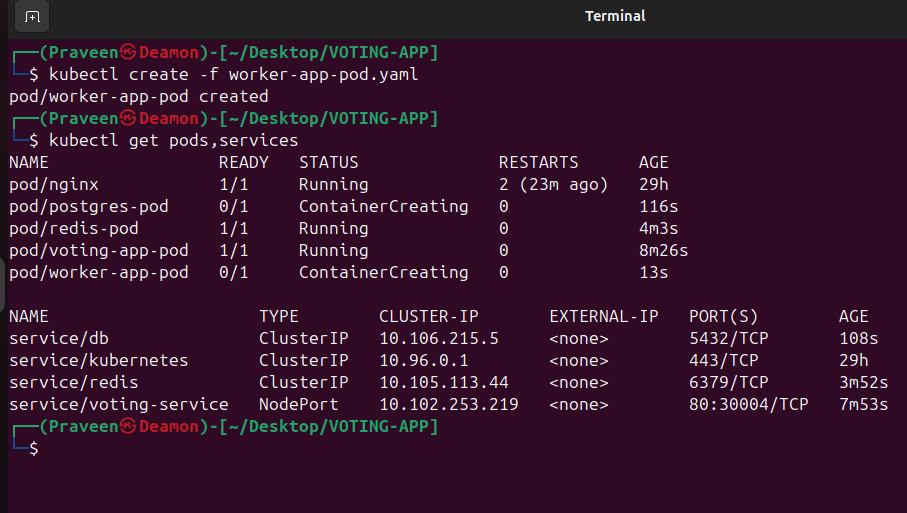 Terminal
┌──(Praveen㉿Deamon)-[~/Desktop/VOTING-APP]
└─$ kubectl create -f worker-app-pod.yaml
pod/worker-app-pod created
┌──(Praveen㉿Deamon)-[~/Desktop/VOTING-APP]
└─$ kubectl get pods,services
NAME                 READY   STATUS              RESTARTS      AGE
pod/nginx            1/1     Running             2 (23m ago)   29h
pod/postgres-pod     0/1     ContainerCreating   0             116s
pod/redis-pod        1/1     Running             0             4m3s
pod/voting-app-pod   1/1     Running             0             8m26s
pod/worker-app-pod   0/1     ContainerCreating   0             13s

NAME                     TYPE        CLUSTER-IP       EXTERNAL-IP   PORT(S)        AGE
service/db               ClusterIP   10.106.215.5     <none>        5432/TCP       108s
service/kubernetes       ClusterIP   10.96.0.1        <none>        443/TCP        29h
service/redis            ClusterIP   10.105.113.44    <none>        6379/TCP       3m52s
service/voting-service   NodePort    10.102.253.219   <none>        80:30004/TCP   7m53s
┌──(Praveen㉿Deamon)-[~/Desktop/VOTING-APP]
└─$